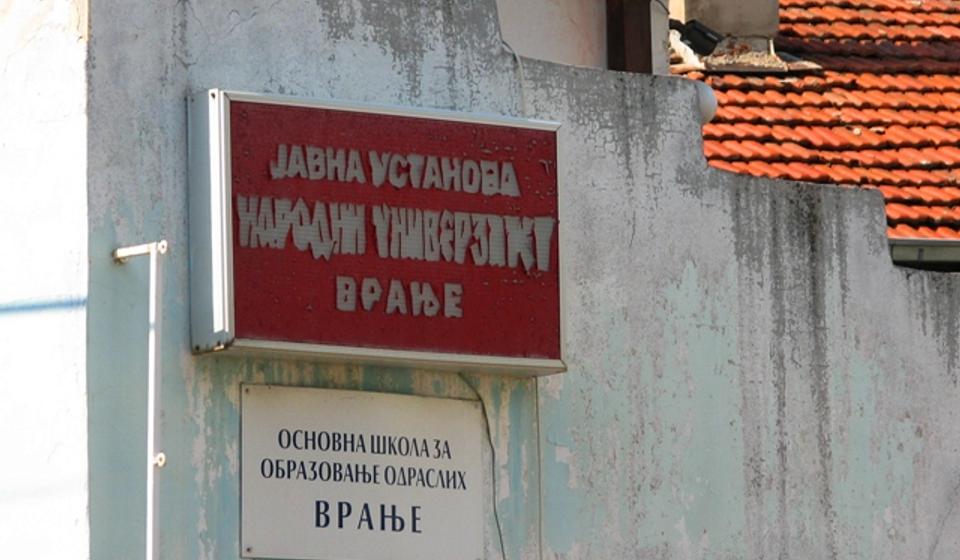 ЈАВНА УСТАНОВА
НАРОДНИ УНИВЕРЗИТЕТ
ВРАЊЕ
ОСНОВНА ШКОЛА ЗА
ОБРАЗОВАЊЕ ОДРАСЛИХ
ВРАЊЕ